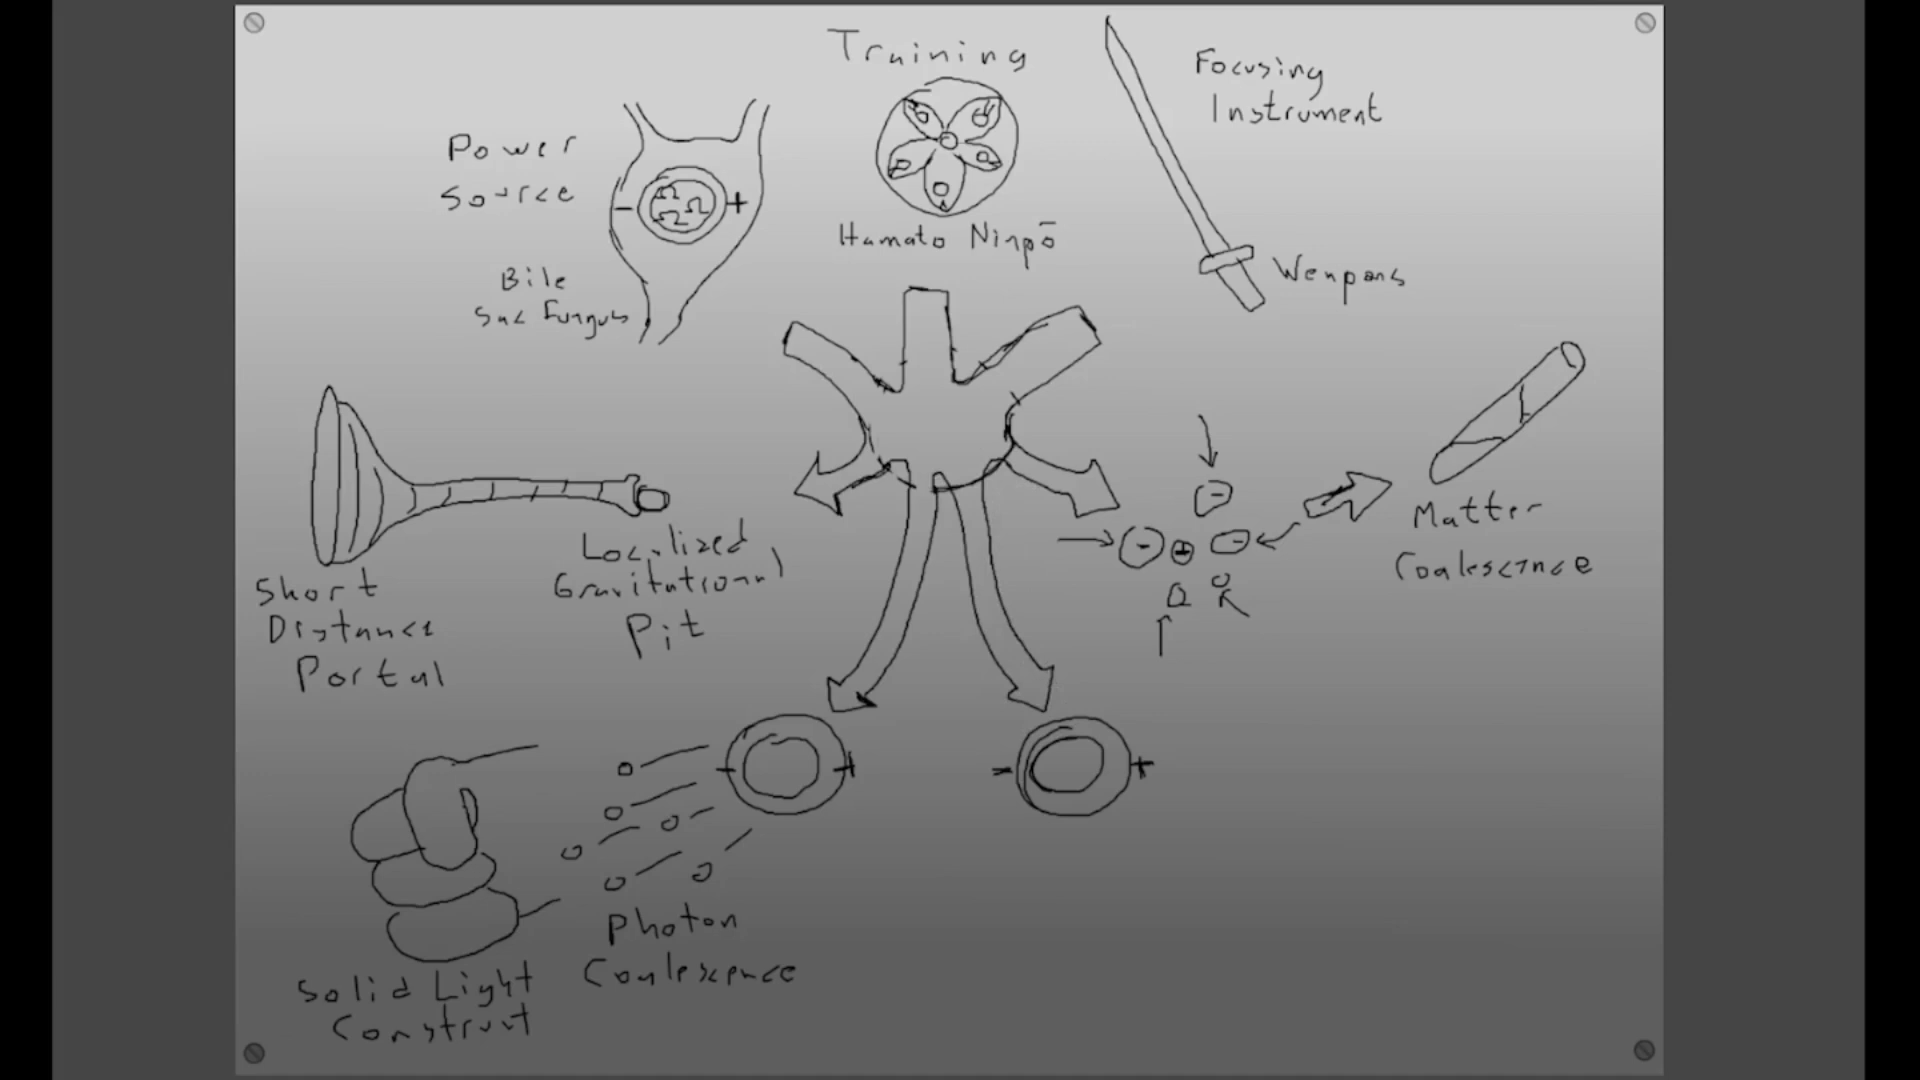 Training
Hamato Ninpō
Focusing
Instrument
Weapons
Power
Source
Bile
Sac Fungus
Short
Distance
Portal
Localized
Gravitational
Pit
- +
Ω Ω Ω
- + -
-
Matter
Coalescence
- +
- +
Photon
Coalescence
Solid Light
Construct